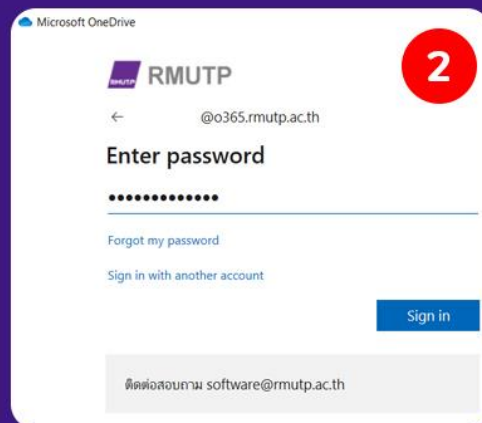 Microsoft OneDrive
2
RMUTP RMUTP
@o365.rmutp.ac.th
Enter password
•••••••••••••
Forgot my password
Sign in with another account
Sign in
ติดต่อสอบถาม software@rmutp.ac.th